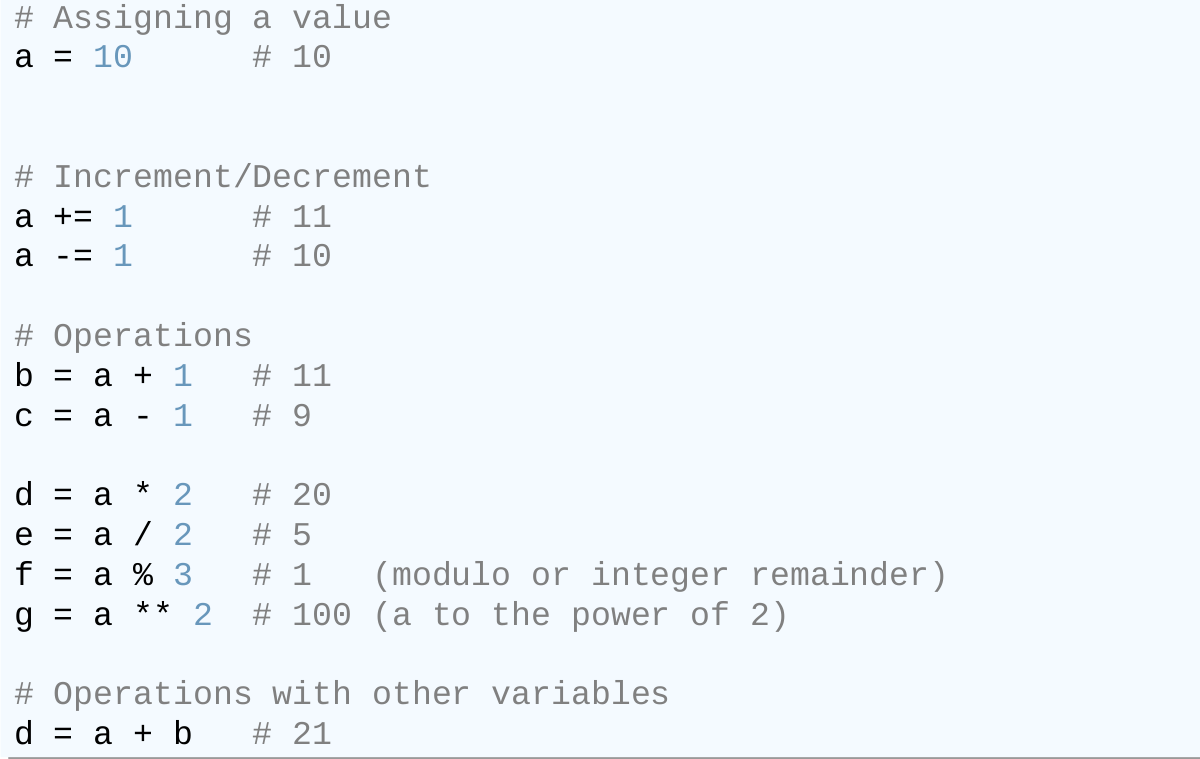 # Assigning a value
a = 10      # 10
# Increment/Decrement
a += 1      # 11
a -= 1      # 10
# Operations
b = a + 1   # 11
c = a - 1   # 9
d = a * 2   # 20
e = a / 2   # 5
f = a % 3   # 1   (modulo or integer remainder)
g = a ** 2  # 100 (a to the power of 2)
# Operations with other variables
d = a + b   # 21